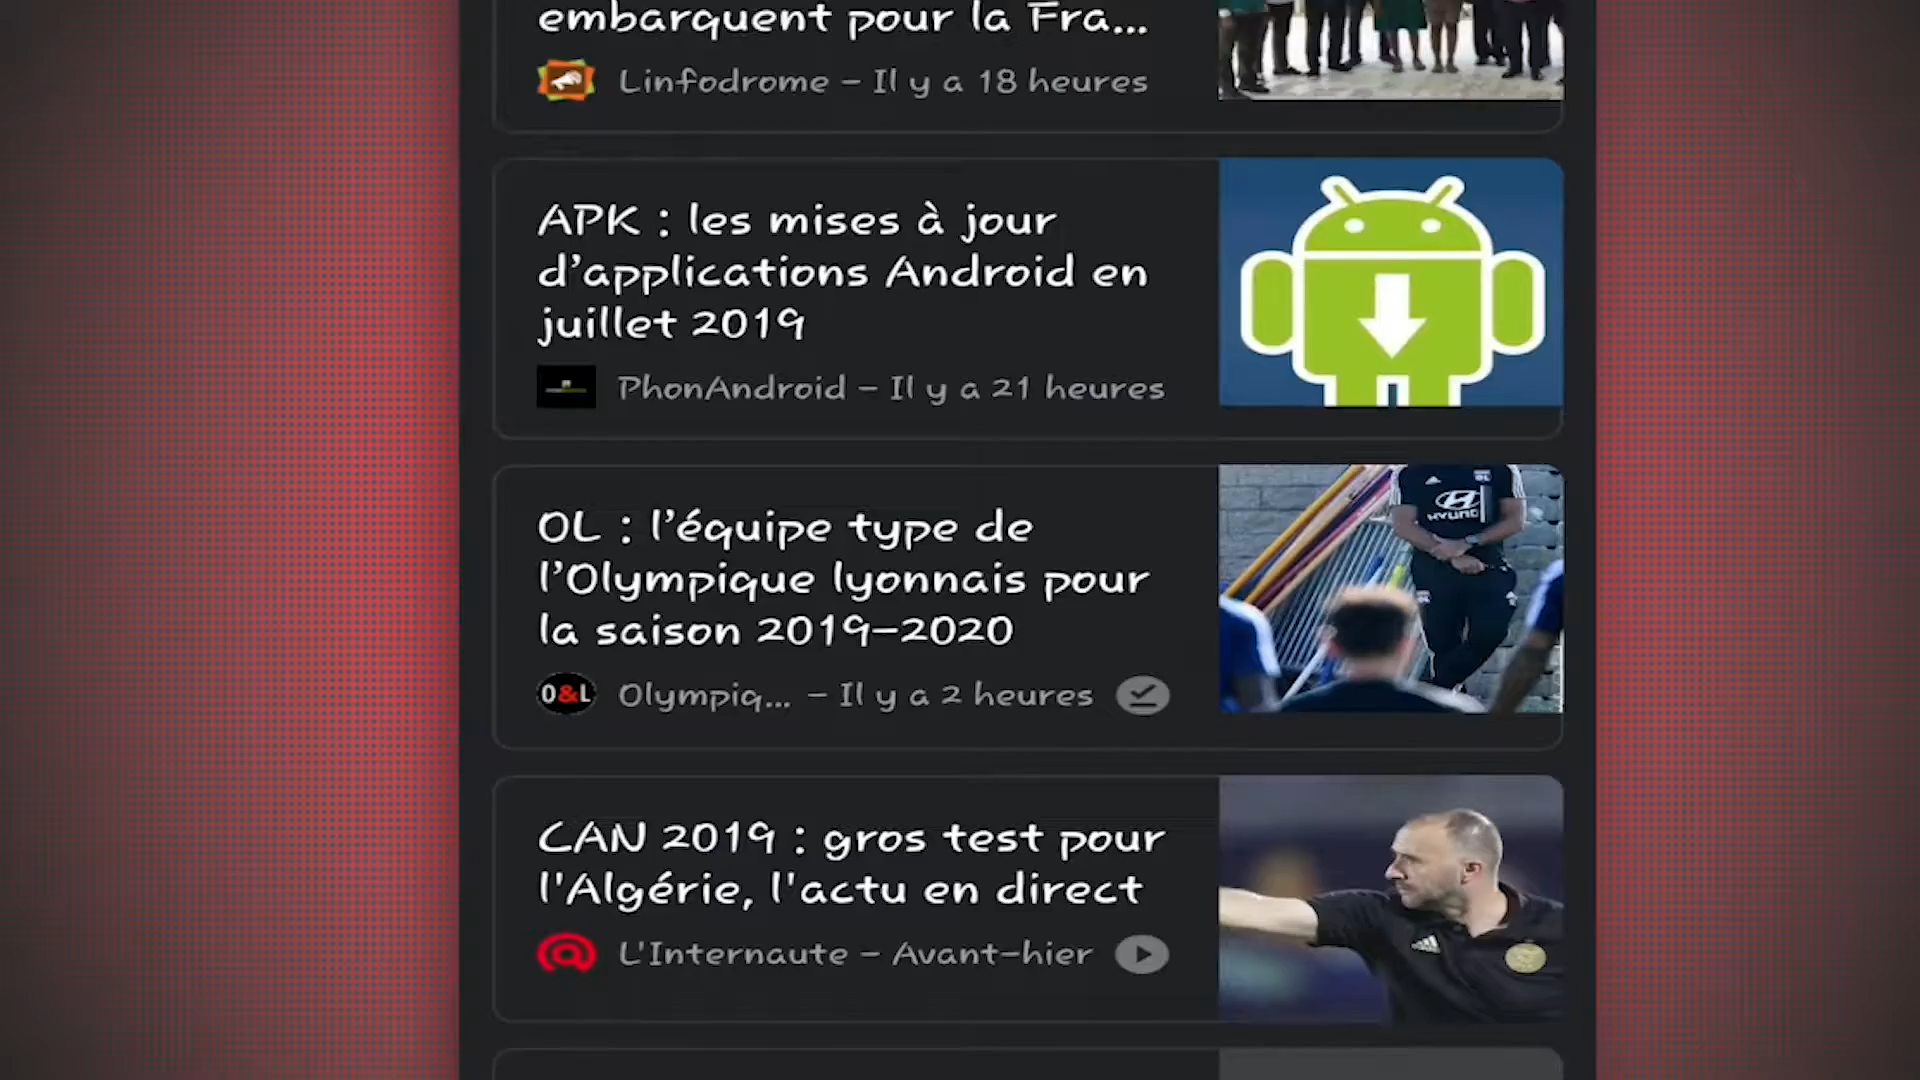 embarquent pour la Fra...
Linfodrome – Il y a 18 heures
APK : les mises à jour
d’applications Android en
juillet 2019
PhonAndroid – Il y a 21 heures
OL : l’équipe type de
l’Olympique lyonnais pour
la saison 2019–2020
O&L Olympiq... – Il y a 2 heures
HYUNDAI
CAN 2019 : gros test pour
l'Algérie, l'actu en direct
L'Internaute – Avant-hier